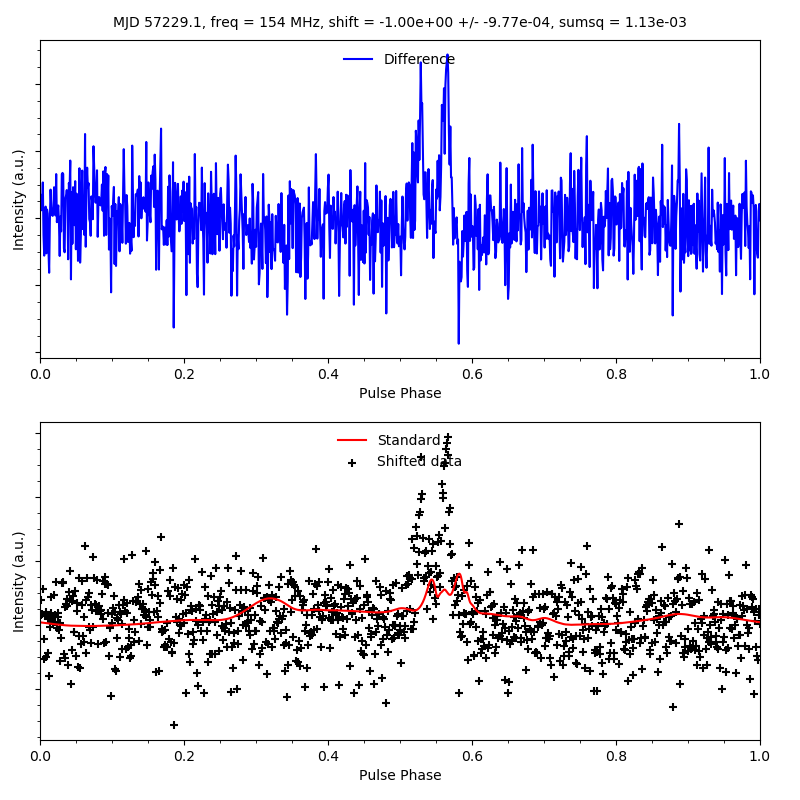 MJD 57229.1, freq = 154 MHz, shift = -1.00e+00 +/- -9.77e-04, sumsq = 1.13e-03
Difference
Intensity (a.u.)
0.0 0.2 0.4 0.6 0.8 1.0
Pulse Phase
Standard
Shifted data
Intensity (a.u.)
0.0 0.2 0.4 0.6 0.8 1.0
Pulse Phase